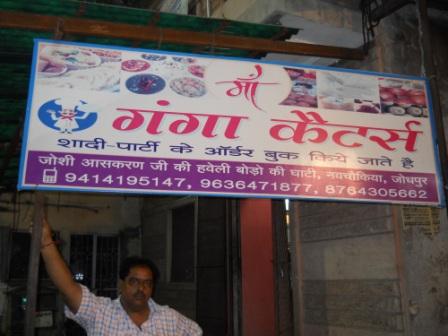 माँ
गंगा कैटर्स
शादी-पार्टी के ऑर्डर बुक किये जाते है
जोशी आसकरण जी की हवेली बोड़ो की घाटी, नवचौकिया, जोधपुर
9414195147, 9636471877, 8764305662